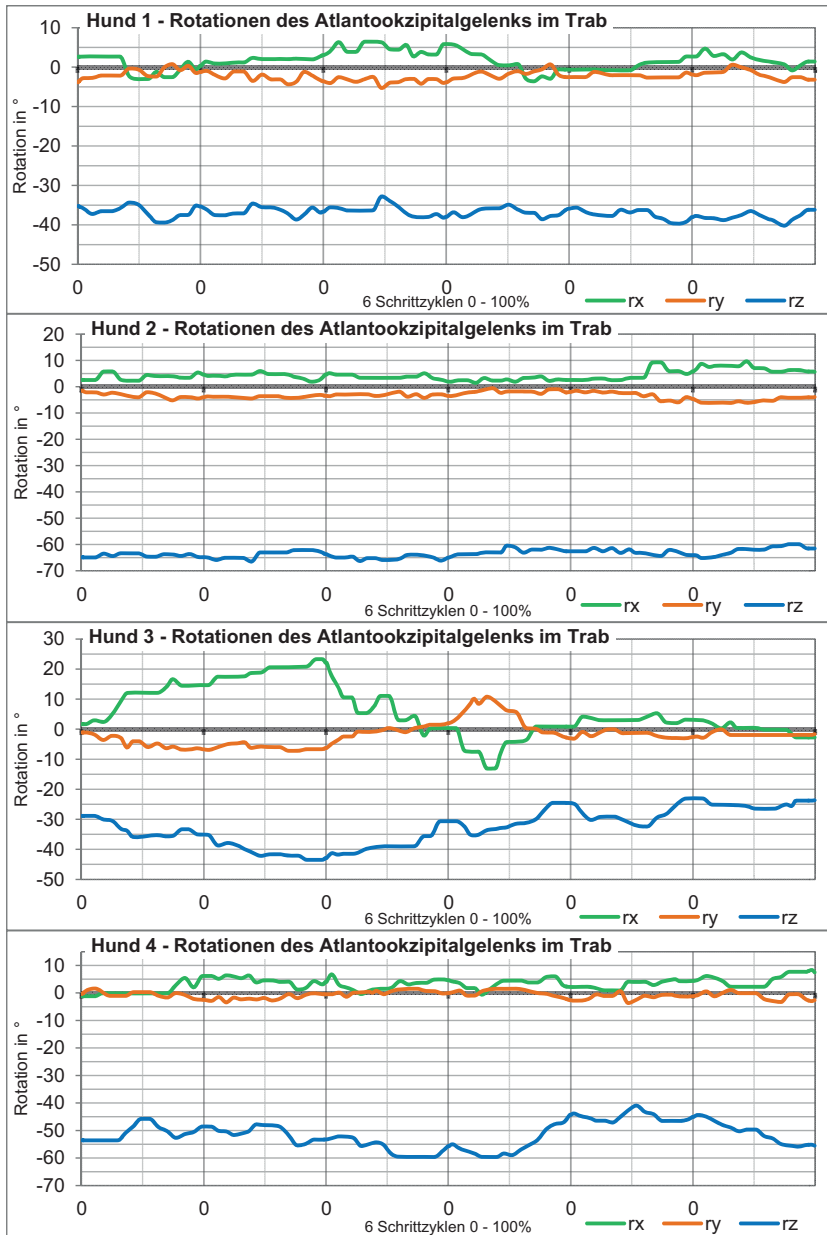 Hund 1 - Rotationen des Atlantookzipitalgelenks im Trab
Rotation in °
10
0
-10
-20
-30
-40
-50
0 0 0 0 0 0
6 Schrittzyklen 0 - 100%
rx ry rz
Hund 2 - Rotationen des Atlantookzipitalgelenks im Trab
Rotation in °
20
10
0
-10
-20
-30
-40
-50
-60
-70
0 0 0 0 0 0
6 Schrittzyklen 0 - 100%
rx ry rz
Hund 3 - Rotationen des Atlantookzipitalgelenks im Trab
Rotation in °
30
20
10
0
-10
-20
-30
-40
-50
0 0 0 0 0 0
6 Schrittzyklen 0 - 100%
rx ry rz
Hund 4 - Rotationen des Atlantookzipitalgelenks im Trab
Rotation in °
10
0
-10
-20
-30
-40
-50
-60
-70
0 0 0 0 0 0
6 Schrittzyklen 0 - 100%
rx ry rz